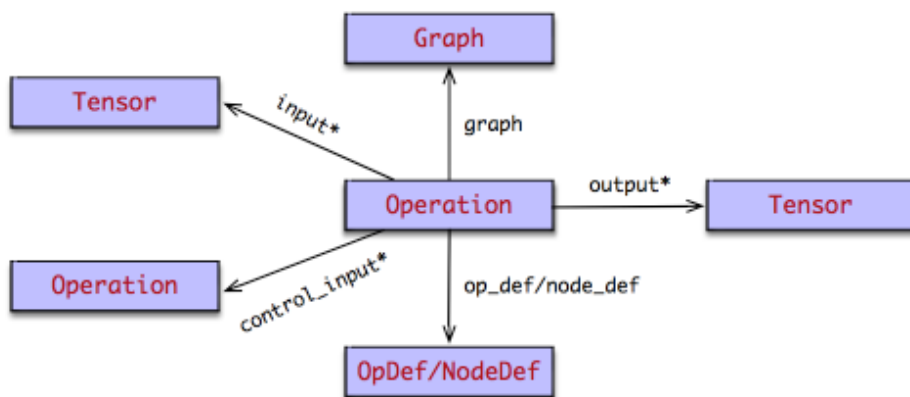 Graph
Tensor
input*
graph
Operation
output*
Tensor
Operation
control_input*
op_def/node_def
OpDef/NodeDef